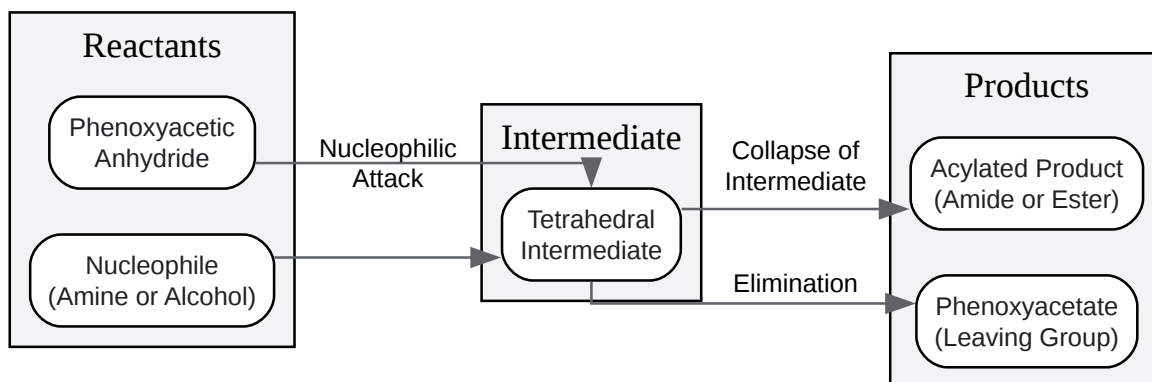 Reactants
Phenoxyacetic
Anhydride
Nucleophile
(Amine or Alcohol)
Nucleophilic
Attack
Intermediate
Tetrahedral
Intermediate
Collapse of
Intermediate
Elimination
Products
Acylated Product
(Amide or Ester)
Phenoxyacetate
(Leaving Group)